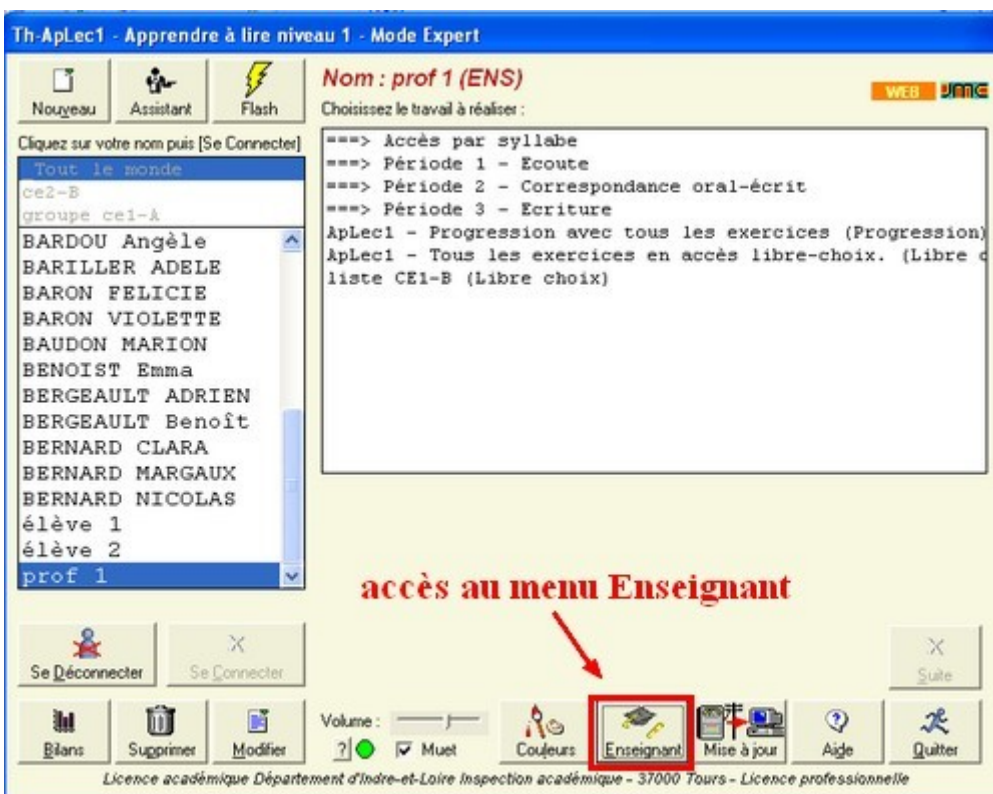 Th-ApLec1 - Apprendre à lire niveau 1 - Mode Expert
Nouveau
Assistant
Flash
Nom : prof 1 (ENS)
Choisissez le travail à réaliser :
WEB JMC
Cliquez sur votre nom puis [Se Connecter]
Tout le monde
ce2-B
groupe ce1-A
BARDOU Angèle
BARILLER ADELE
BARON FELICIE
BARON VIOLETTE
BAUDON MARION
BENOIST Emma
BERGEAULT ADRIEN
BERGEAULT Benoît
BERNARD CLARA
BERNARD MARGAUX
BERNARD NICOLAS
élève 1
élève 2
prof 1
===> Accès par syllabe
===> Période 1 - Ecoute
===> Période 2 - Correspondance oral-écrit
===> Période 3 - Ecriture
ApLec1 - Progression avec tous les exercices (Progression)
ApLec1 - Tous les exercices en accès libre-choix. (Libre c
liste CE1-B (Libre choix)
accès au menu Enseignant
Se Déconnecter
Se Connecter
Suite
Bilans
Supprimer
Modifier
Volume :
? Muet
Couleurs
Enseignant
Mise à jour
Aide
Quitter
Licence académique Département d'Indre-et-Loire Inspection académique - 37000 Tours - Licence professionnelle